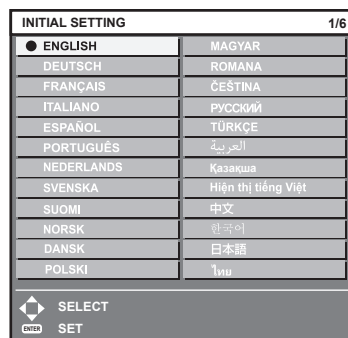 INITIAL SETTING 1/6
ENGLISH
DEUTSCH
FRANÇAIS
ITALIANO
ESPAÑOL
PORTUGUÊS
NEDERLANDS
SVENSKA
SUOMI
NORSK
DANSK
POLSKI
MAGYAR
ROMANA
ČEŠTINA
РУССКИЙ
TÜRKÇE
العربية
Қазақша
Hiện thị tiếng Việt
中文
한국어
日本語
ไทย
SELECT
ENTER SET